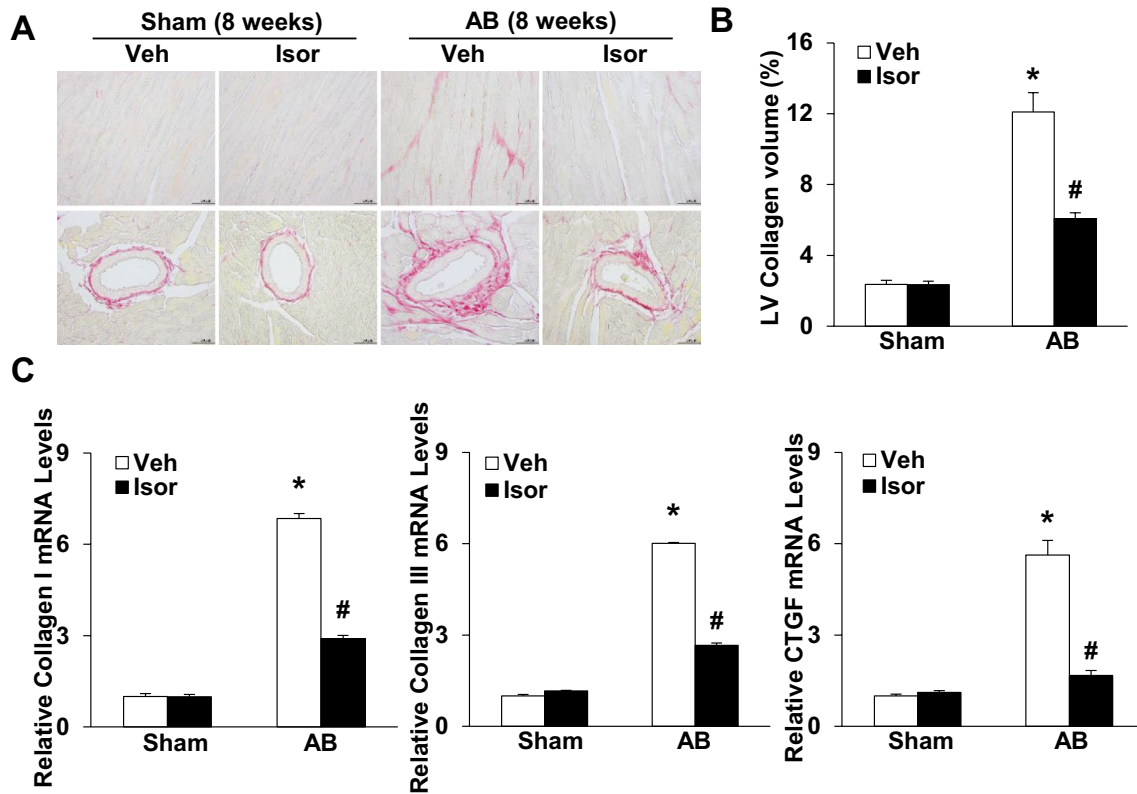 A
Sham (8 weeks)
AB (8 weeks)
Veh
Isor
Veh
Isor
B
LV Collagen volume (%)
16
12
8
4
0
Veh
Isor
*
#
Sham
AB
C
Relative Collagen I mRNA Levels
9
6
3
0
Veh
Isor
*
#
Sham
AB
Relative Collagen III mRNA Levels
9
6
3
0
Veh
Isor
*
#
Sham
AB
Relative CTGF mRNA Levels
9
6
3
0
Veh
Isor
*
#
Sham
AB